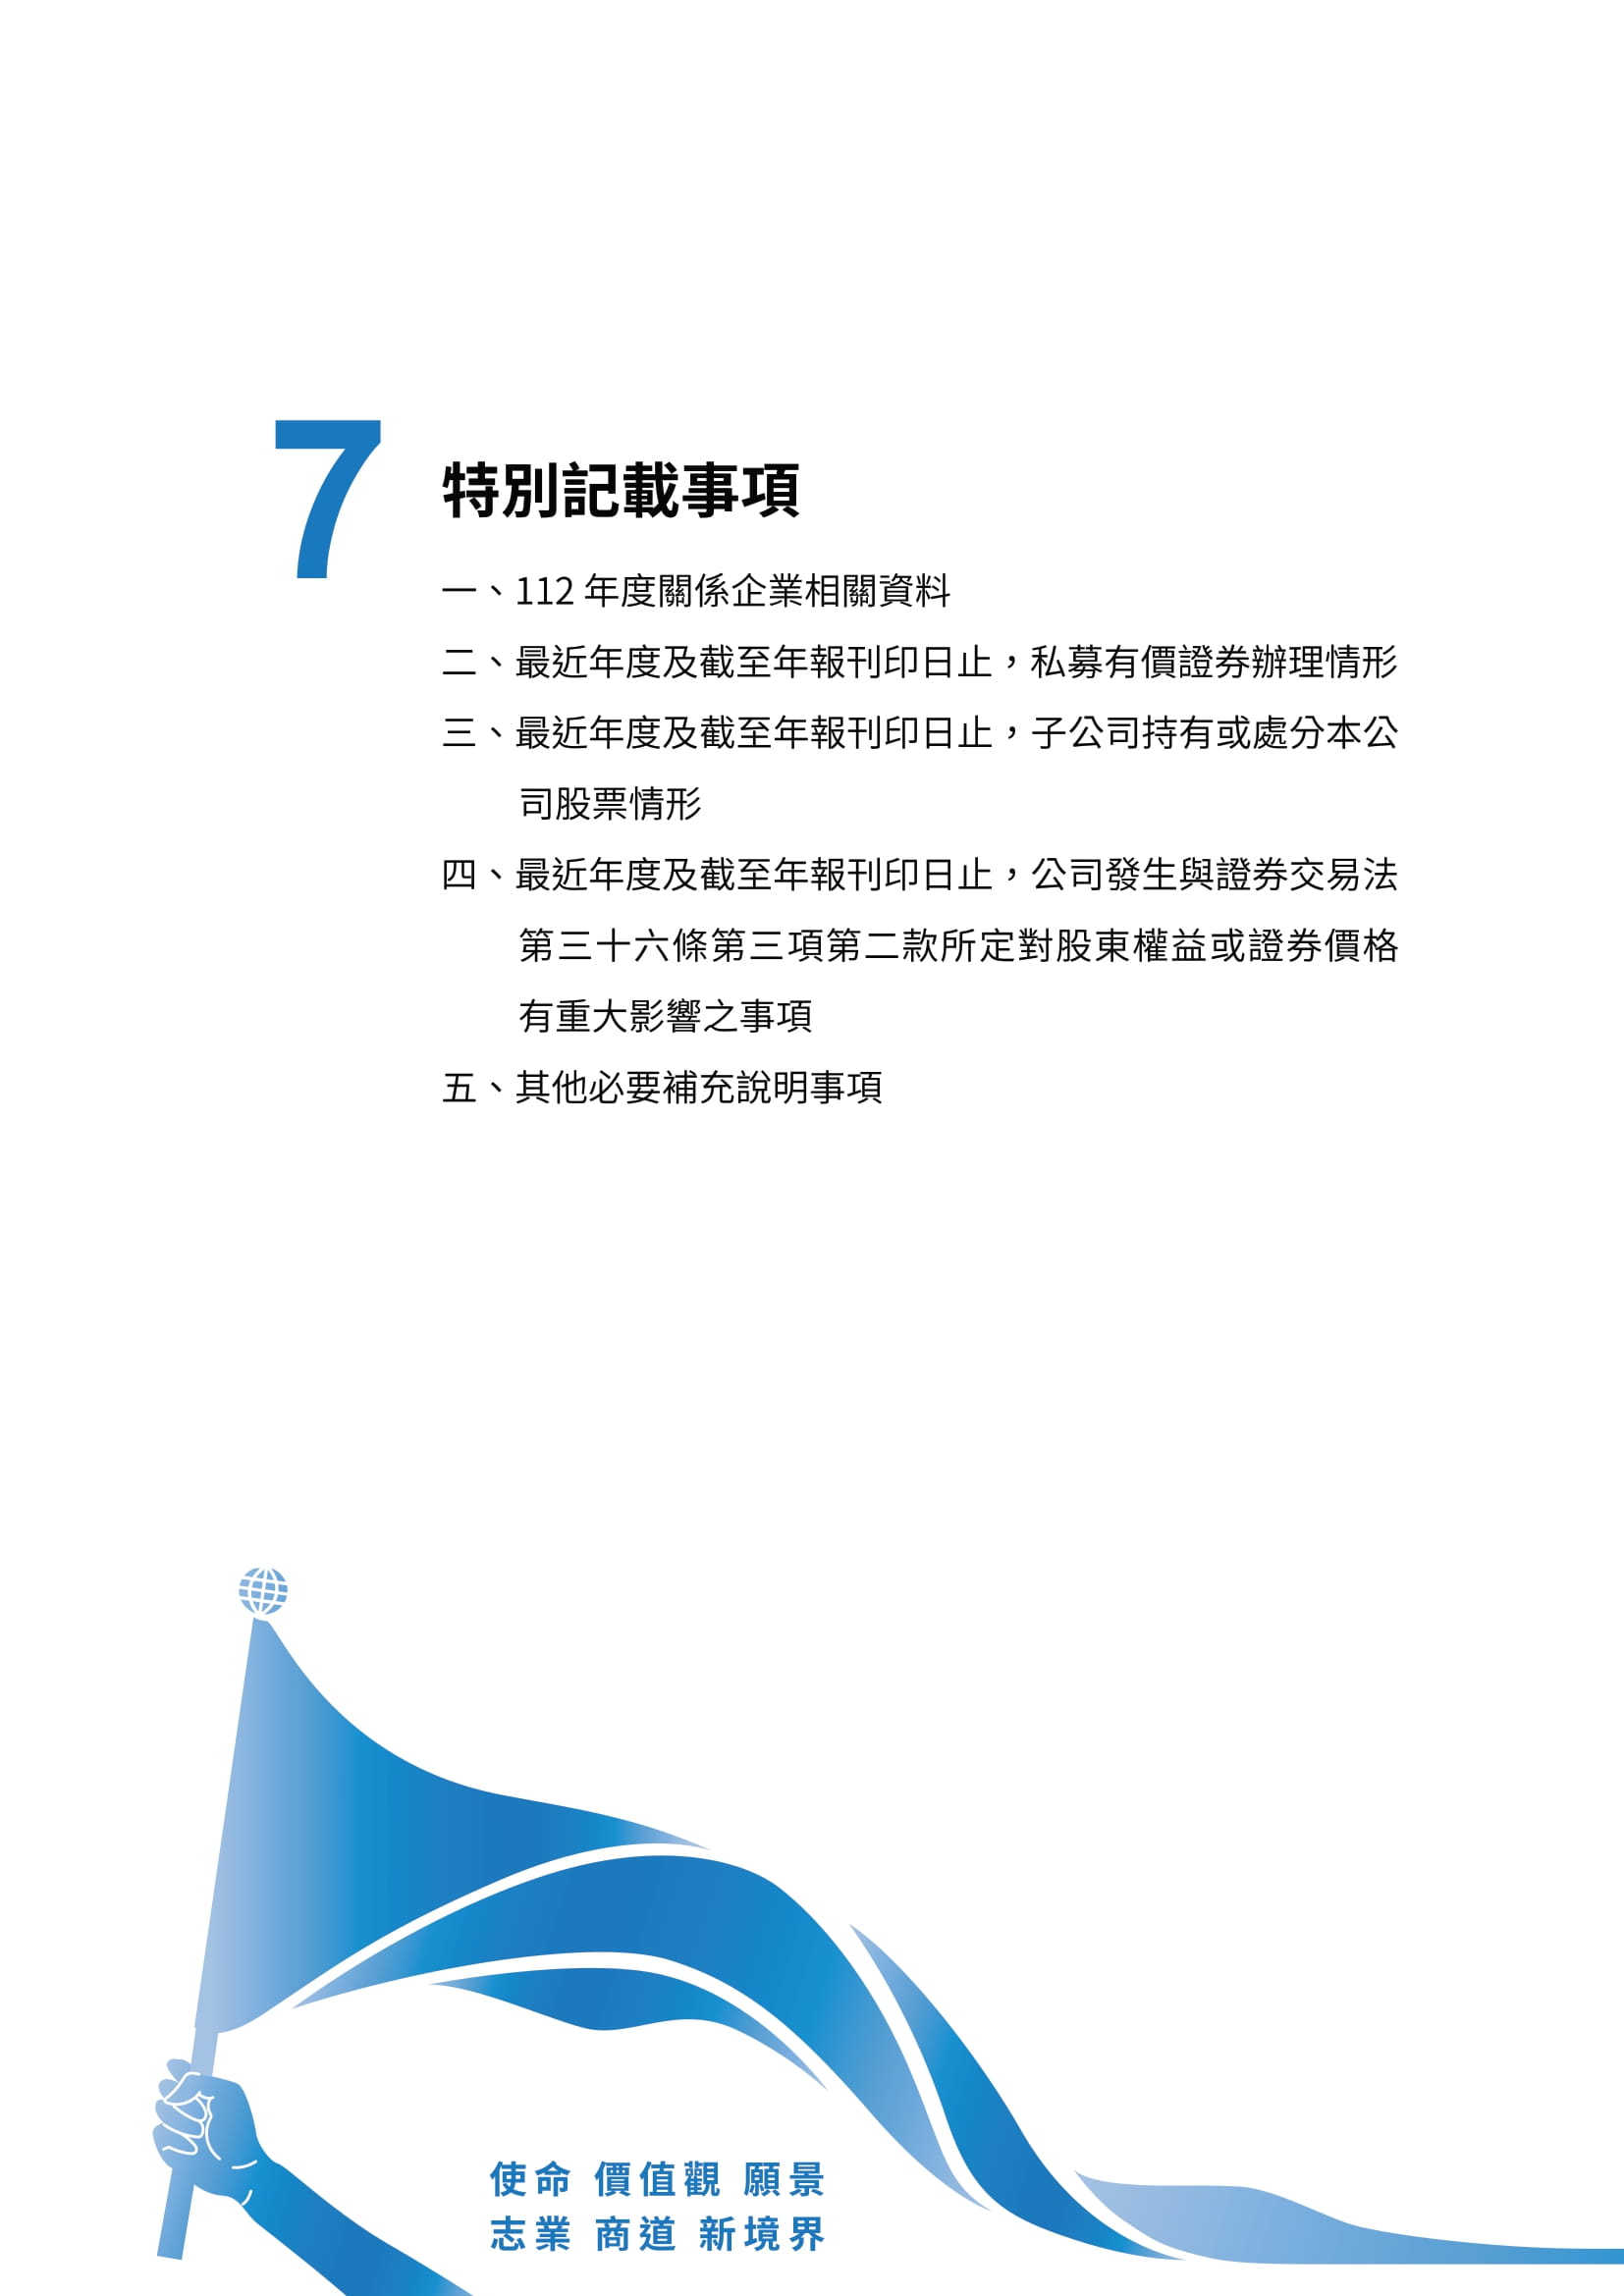 7
特別記載事項
一、112 年度關係企業相關資料
二、最近年度及截至年報刊印日止，私募有價證券辦理情形
三、最近年度及截至年報刊印日止，子公司持有或處分本公
司股票情形
四、最近年度及截至年報刊印日止，公司發生與證券交易法
第三十六條第三項第二款所定對股東權益或證券價格
有重大影響之事項
五、其他必要補充說明事項
使命 價值觀 願景
志業 商道 新境界